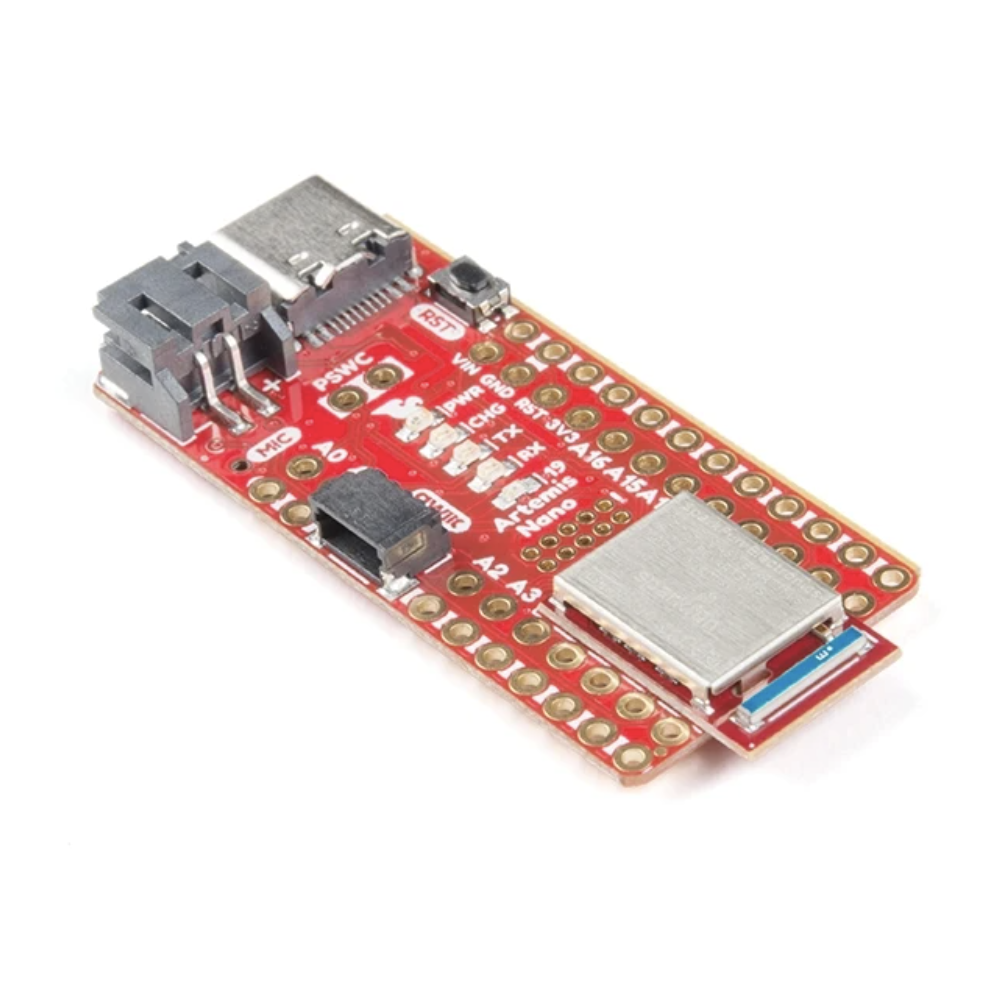 RST
VIN GND RST 3V3 A16 A15
PSWC
+
PWR
CHG
TX
RX
19
MIC
A0
Artemis
Nano
A2 A3